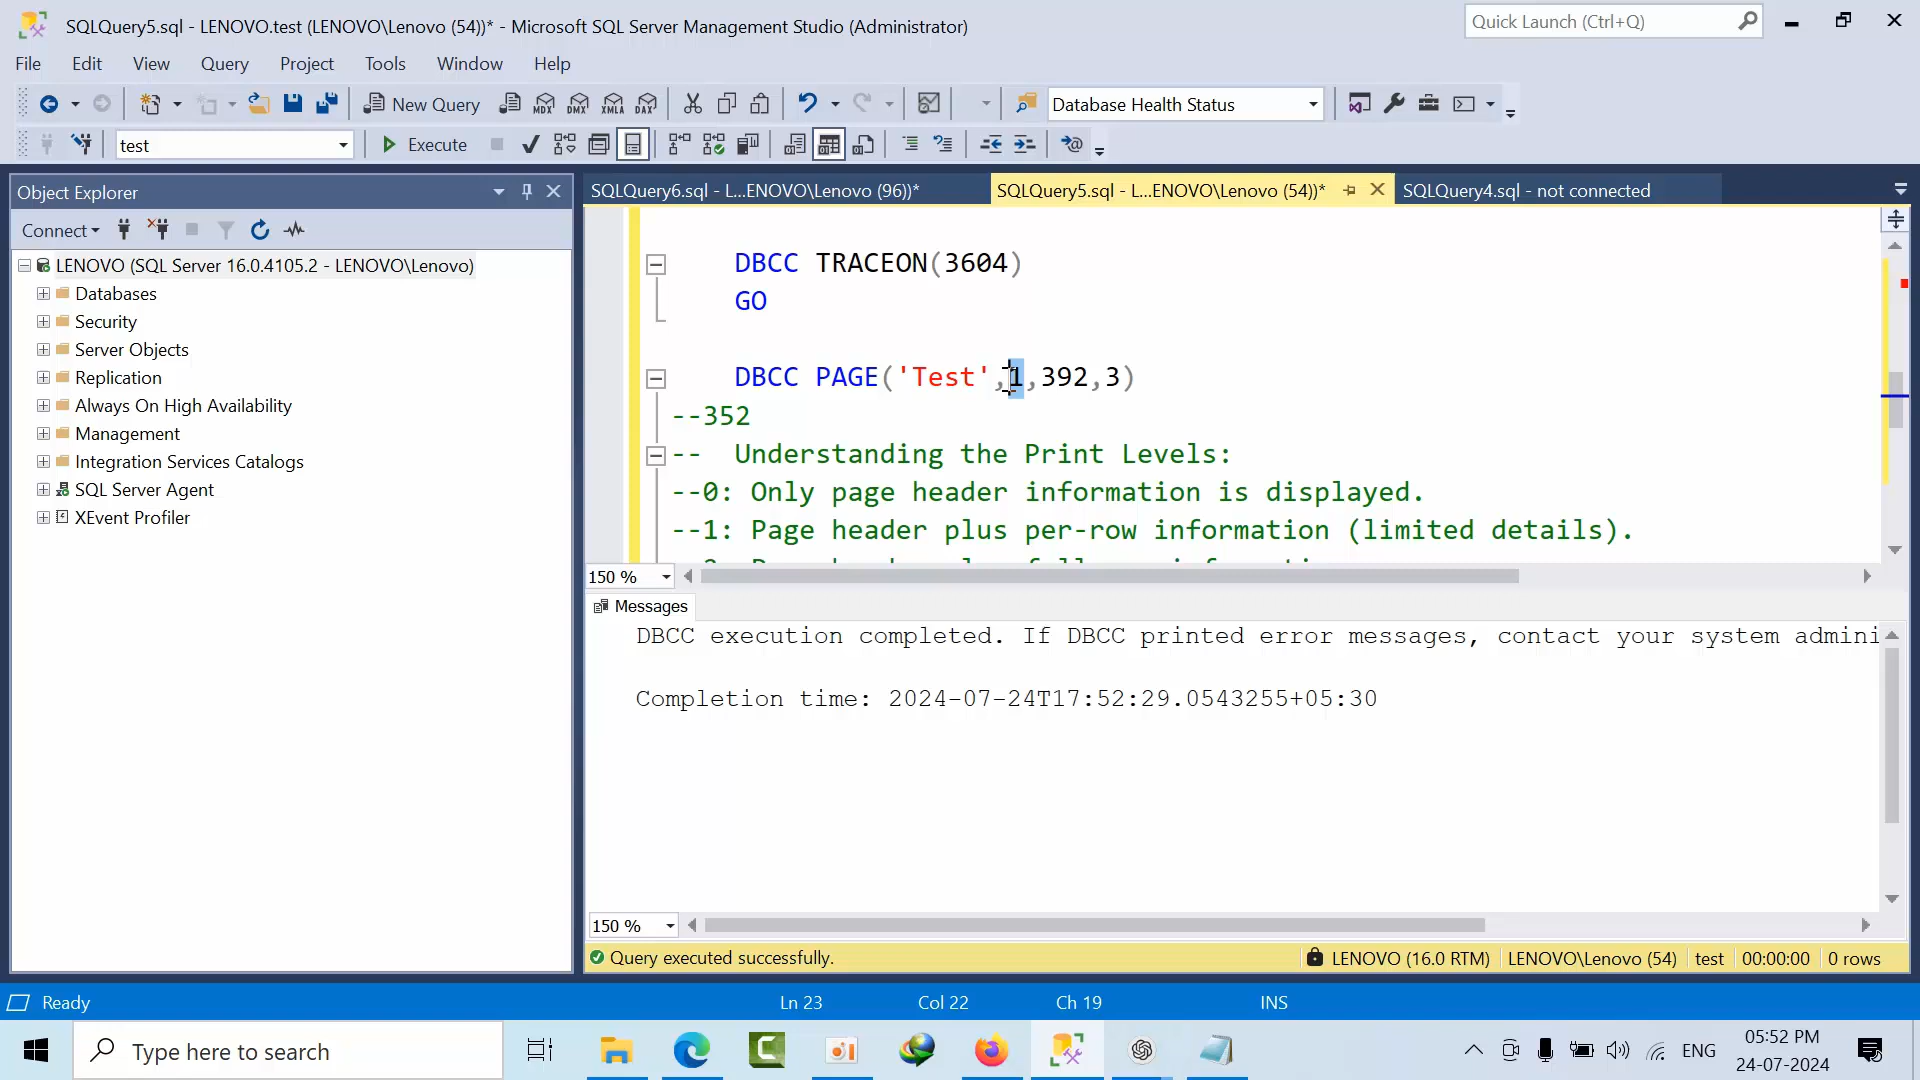 SQLQuery5.sql - LENOVO.test (LENOVO\Lenovo (54))* - Microsoft SQL Server Management Studio (Administrator)
Quick Launch (Ctrl+Q)
File Edit View Query Project Tools Window Help
New Query
MDX DMX XMLA DAX
Database Health Status
test
Execute
Object Explorer
SQLQuery6.sql - L...ENOVO\Lenovo (96))*
SQLQuery5.sql - L...ENOVO\Lenovo (54))*
SQLQuery4.sql - not connected
Connect
LENOVO (SQL Server 16.0.4105.2 - LENOVO\Lenovo)
Databases
Security
Server Objects
Replication
Always On High Availability
Management
Integration Services Catalogs
SQL Server Agent
XEvent Profiler
DBCC TRACEON(3604)
GO
DBCC PAGE('Test',1,392,3)
--352
-- Understanding the Print Levels:
--0: Only page header information is displayed.
--1: Page header plus per-row information (limited details).
150 %
Messages
DBCC execution completed. If DBCC printed error messages, contact your system admini
Completion time: 2024-07-24T17:52:29.0543255+05:30
150 %
Query executed successfully.
LENOVO (16.0 RTM)
LENOVO\Lenovo (54)
test
00:00:00
0 rows
Ready
Ln 23
Col 22
Ch 19
INS
Type here to search
ENG
05:52 PM
24-07-2024